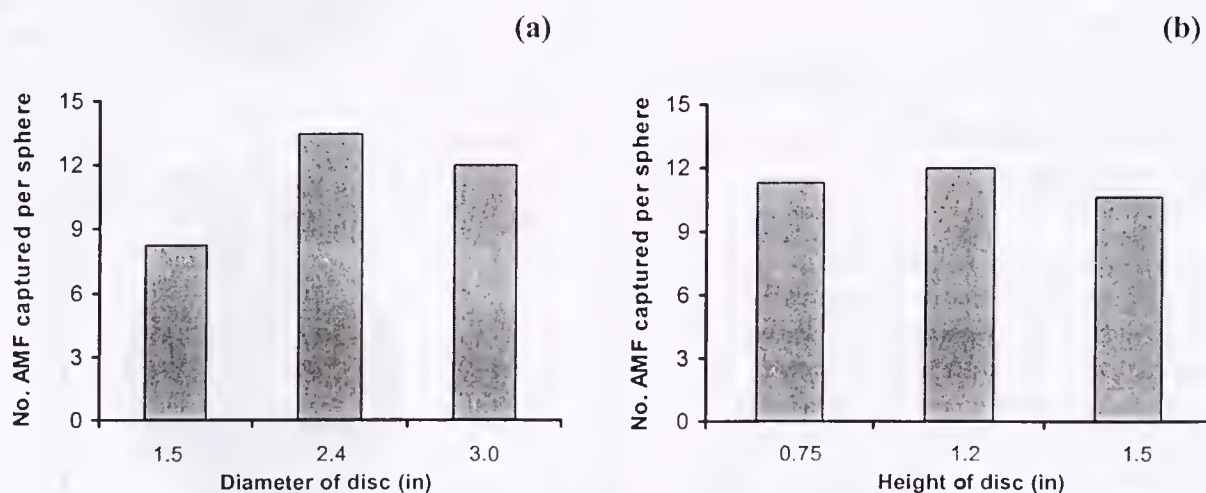 (a)
No. AMF captured per sphere
15
12
9
6
3
0
1.5 2.4 3.0
Diameter of disc (in)
(b)
No. AMF captured per sphere
15
12
9
6
3
0
0.75 1.2 1.5
Height of disc (in)